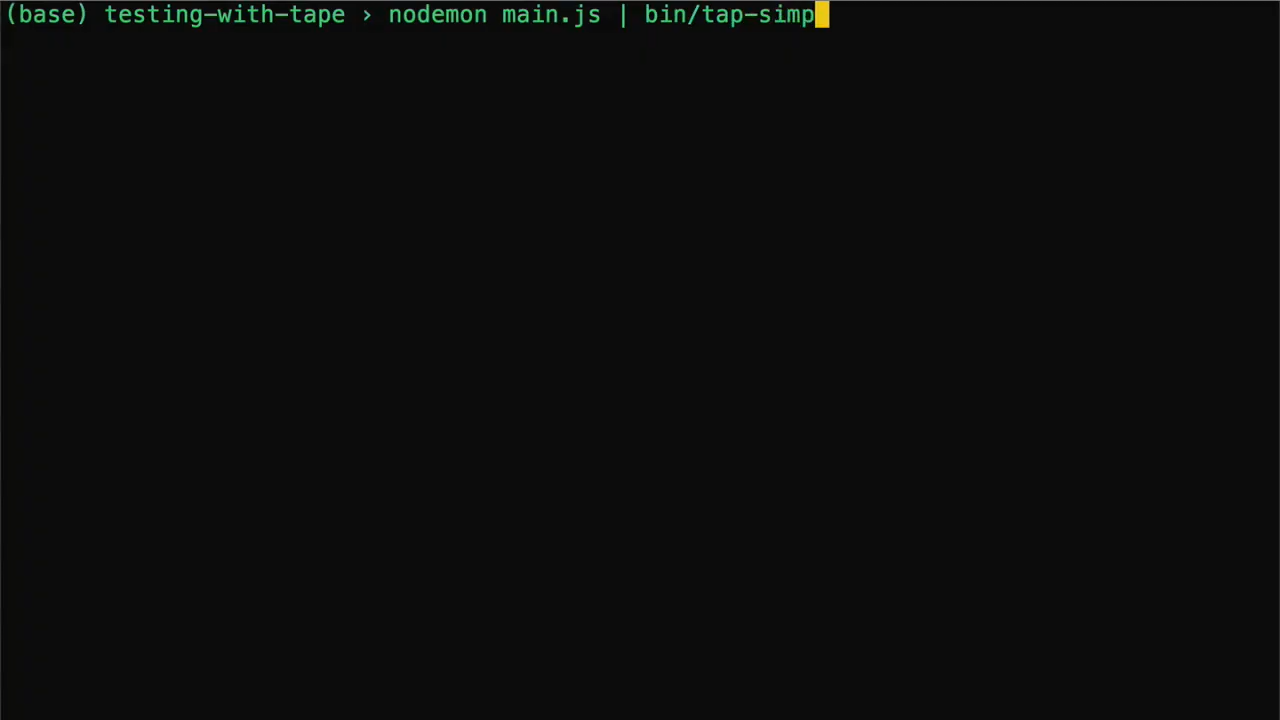 (base) testing-with-tape › nodemon main.js | bin/tap-simp